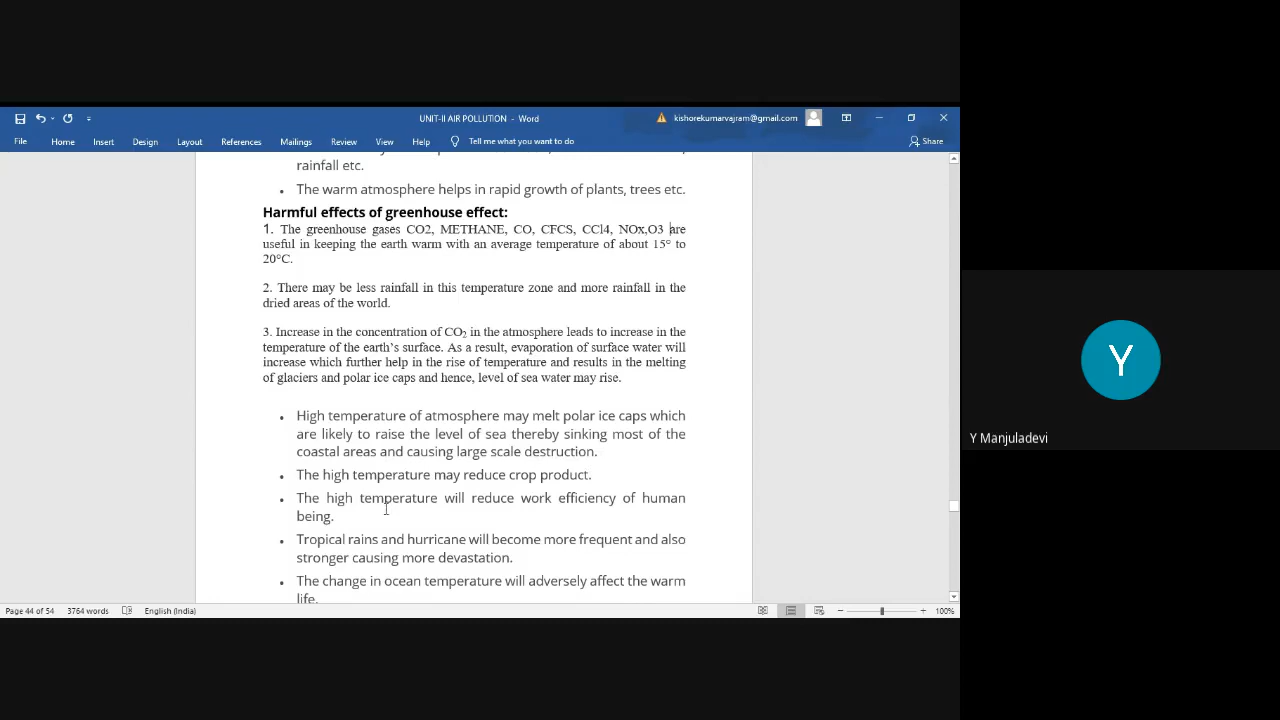 UNIT-II AIR POLLUTION - Word
kishorekumarvajram@gmail.com
File Home Insert Design Layout References Mailings Review View Help Tell me what you want to do Share
rainfall etc.
• The warm atmosphere helps in rapid growth of plants, trees etc.
Harmful effects of greenhouse effect:
1. The greenhouse gases CO2, METHANE, CO, CFCS, CCl4, NOx,O3 are
useful in keeping the earth warm with an average temperature of about 15° to
20°C.
2. There may be less rainfall in this temperature zone and more rainfall in the
dried areas of the world.
3. Increase in the concentration of CO₂ in the atmosphere leads to increase in the
temperature of the earth's surface. As a result, evaporation of surface water will
increase which further help in the rise of temperature and results in the melting
of glaciers and polar ice caps and hence, level of sea water may rise.
• High temperature of atmosphere may melt polar ice caps which
are likely to raise the level of sea thereby sinking most of the
coastal areas and causing large scale destruction.
• The high temperature may reduce crop product.
• The high temperature will reduce work efficiency of human
being.
• Tropical rains and hurricane will become more frequent and also
stronger causing more devastation.
• The change in ocean temperature will adversely affect the warm
life.
Page 44 of 54 3764 words English (India) 100%
Y
Y Manjuladevi